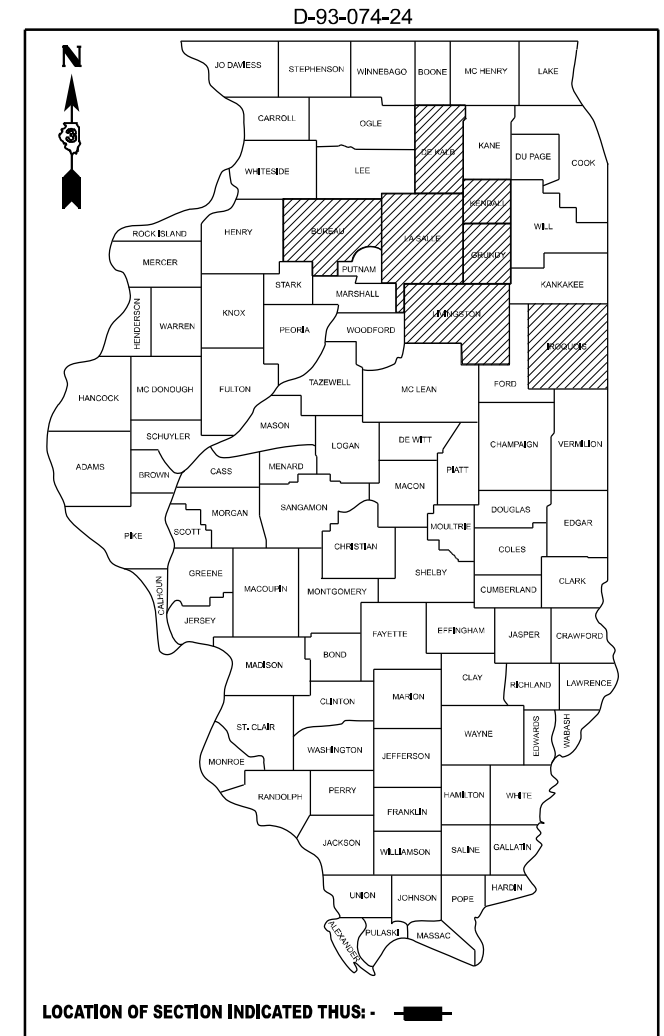 D-93-074-24
N
3
JO DAVIESS STEPHENSON WINNEBAGO BOONE MC HENRY LAKE
CARROLL OGLE DE KALB KANE DU PAGE COOK
WHITESIDE LEE KENDALL WILL
ROCK ISLAND HENRY BUREAU LA SALLE GRUNDY
MERCER PUTNAM KANKAKEE
STARK MARSHALL
HENDERSON WARREN KNOX PEORIA WOODFORD LIVINGSTON IROQUOIS
HANCOCK MC DONOUGH FULTON TAZEWELL MC LEAN FORD
SCHUYLER MASON LOGAN DE WITT CHAMPAIGN VERMILION
ADAMS BROWN CASS MENARD MACON PIATT
PIKE SCOTT MORGAN SANGAMON CHRISTIAN MOULTRIE DOUGLAS EDGAR
COLES
CALHOUN GREENE MACOUPIN MONTGOMERY SHELBY CUMBERLAND CLARK
JERSEY FAYETTE EFFINGHAM JASPER CRAWFORD
MADISON BOND
CLINTON MARION CLAY RICHLAND LAWRENCE
ST. CLAIR WASHINGTON JEFFERSON WAYNE EDWARDS WABASH
MONROE
RANDOLPH PERRY FRANKLIN HAMILTON WHITE
JACKSON WILLIAMSON SALINE GALLATIN
UNION JOHNSON POPE HARDIN
ALEXANDER PULASKI MASSAC
LOCATION OF SECTION INDICATED THUS: -